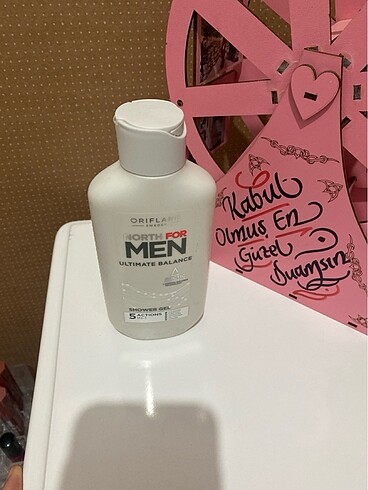 ORIFLAME
SWEDEN
NORTH FOR
MEN
ULTIMATE BALANCE
SHOWER GEL
5 ACTIONS
Kabul
Olmuş En
Güzel
Duamsın